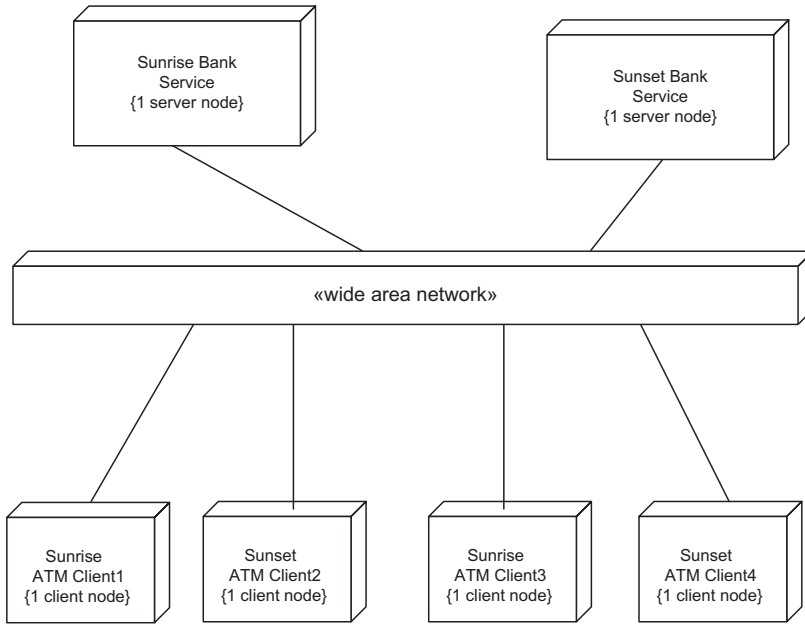 Sunrise Bank
Service
{1 server node}
Sunset Bank
Service
{1 server node}
«wide area network»
Sunrise
ATM Client1
{1 client node}
Sunset
ATM Client2
{1 client node}
Sunrise
ATM Client3
{1 client node}
Sunset
ATM Client4
{1 client node}